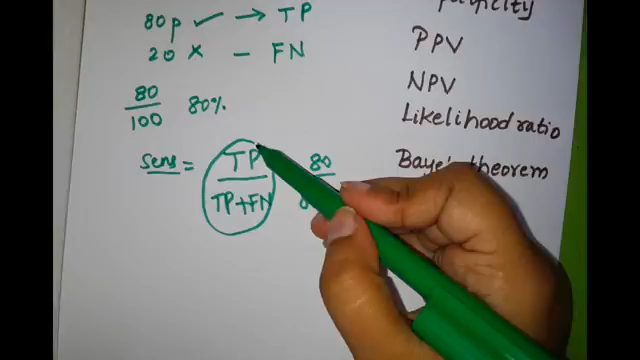 80p ✓ → TP
20 × – FN
80/100 80%
Sens = TP/TP+FN 80
PPV
NPV
Likelihood ratio
Baye's theorem